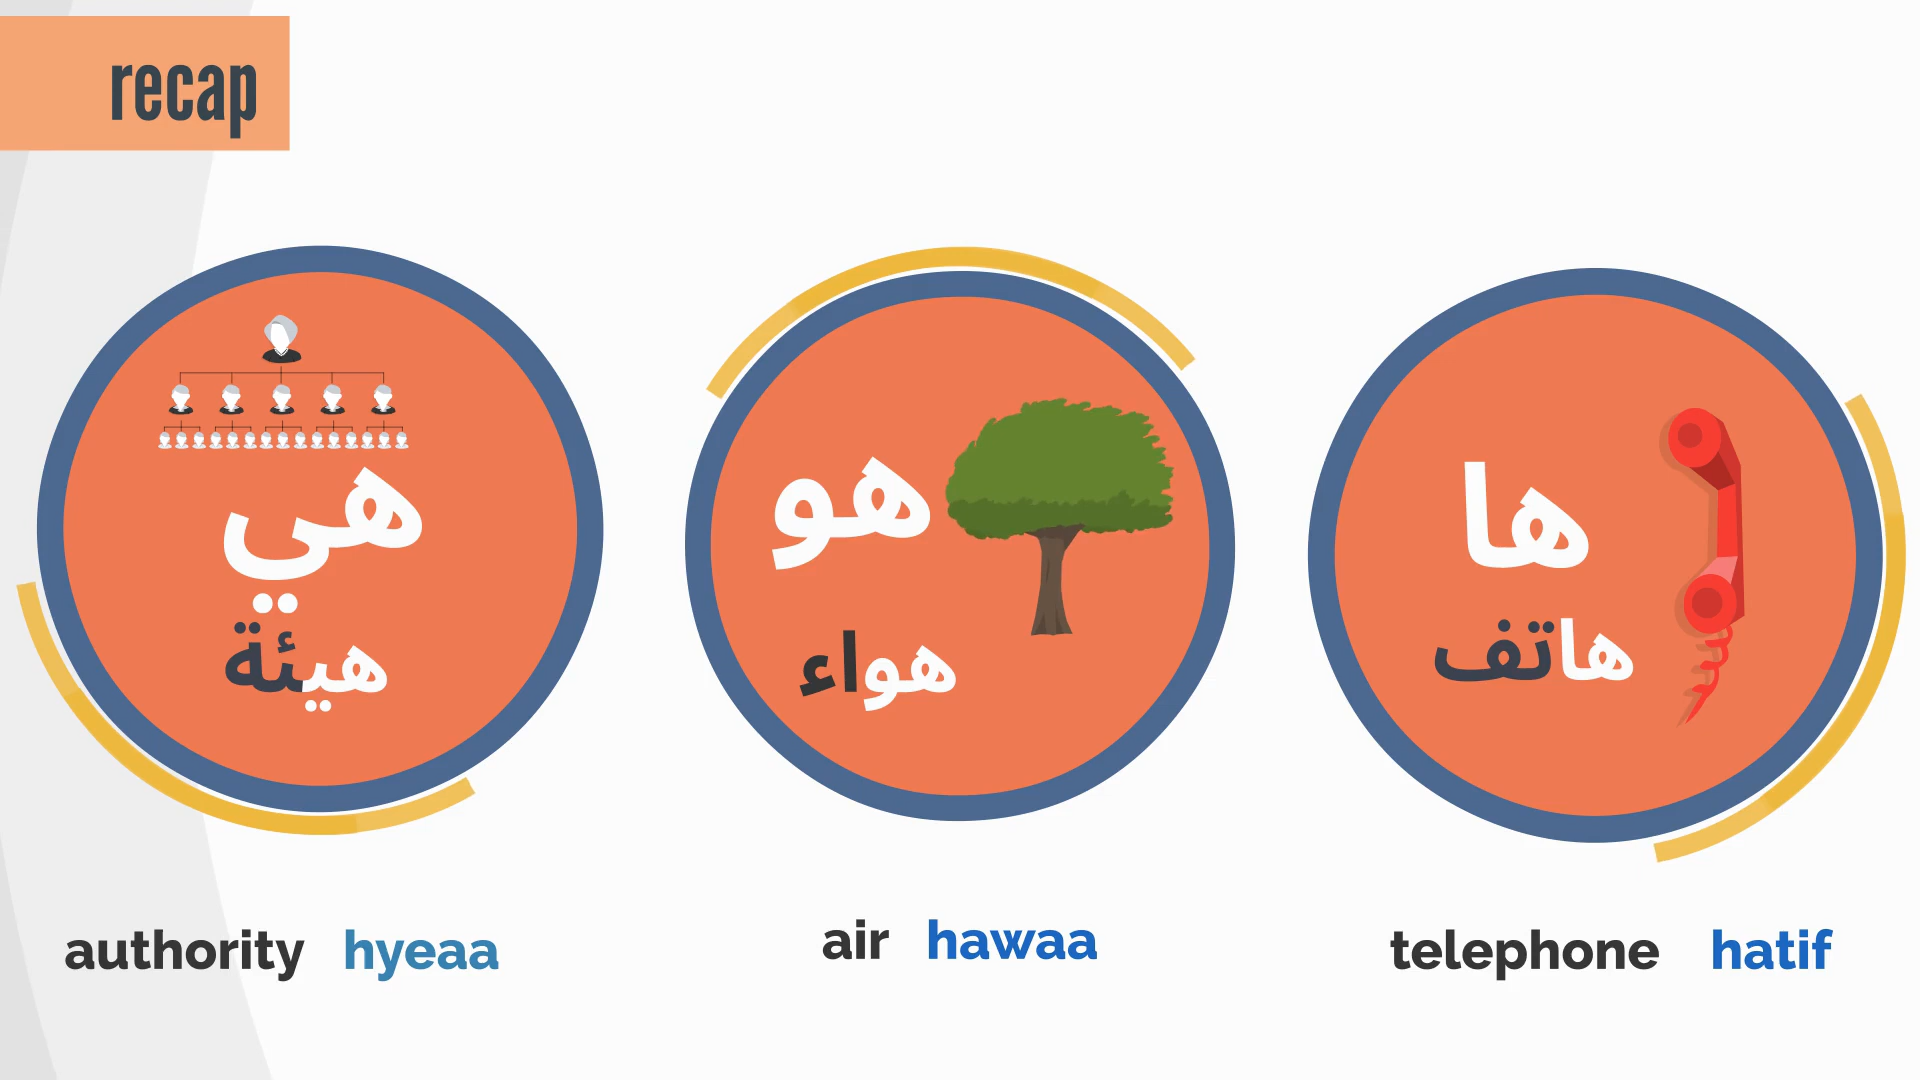 recap
هي
هيئة
authority hyeaa
هو
هواء
air hawaa
ها
هاتف
telephone hatif